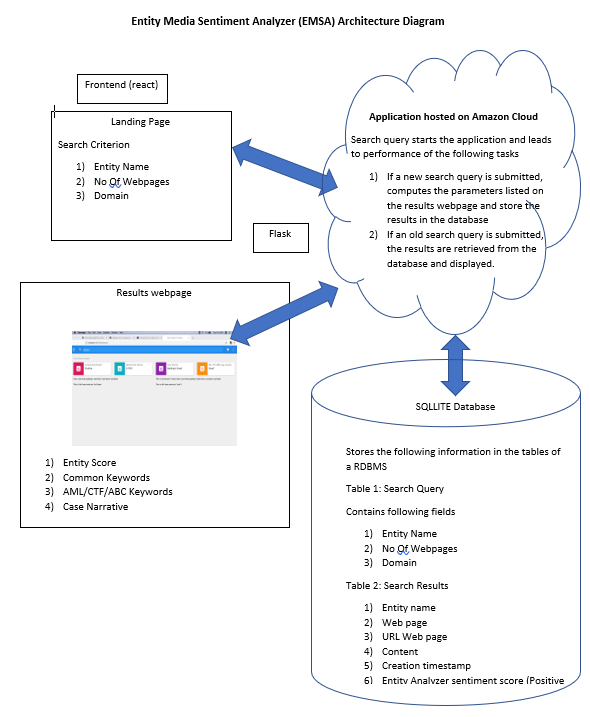 Entity Media Sentiment Analyzer (EMSA) Architecture Diagram
Frontend (react)
Landing Page
Search Criterion
1) Entity Name
2) No Of Webpages
3) Domain
Flask
Application hosted on Amazon Cloud
Search query starts the application and leads
to performance of the following tasks
1) If a new search query is submitted,
computes the parameters listed on
the results webpage and store the
results in the database
2) If an old search query is submitted,
the results are retrieved from the
database and displayed.
Results webpage
1) Entity Score
2) Common Keywords
3) AML/CTF/ABC Keywords
4) Case Narrative
SQLLITE Database
Stores the following information in the tables of
a RDBMS
Table 1: Search Query
Contains following fields
1) Entity Name
2) No Of Webpages
3) Domain
Table 2: Search Results
1) Entity name
2) Web page
3) URL Web page
4) Content
5) Creation timestamp
6) Entity Analyzer sentiment score (Positive